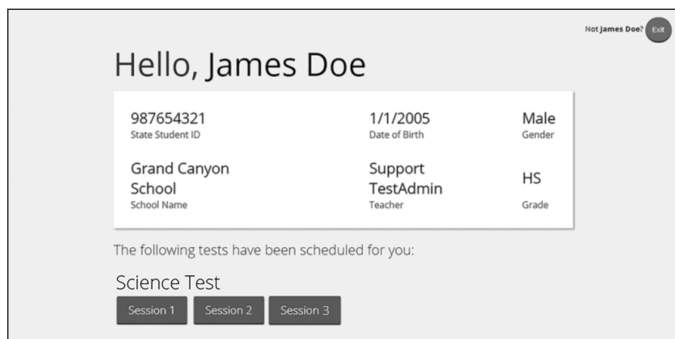 Not James Doe? Exit
Hello, James Doe
987654321 1/1/2005 Male
State Student ID Date of Birth Gender
Grand Canyon School Support TestAdmin HS
School Name Teacher Grade
The following tests have been scheduled for you:
Science Test
Session 1 Session 2 Session 3